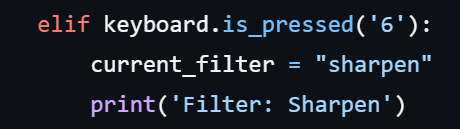 elif keyboard.is_pressed('6'):
    current_filter = "sharpen"
    print('Filter: Sharpen')